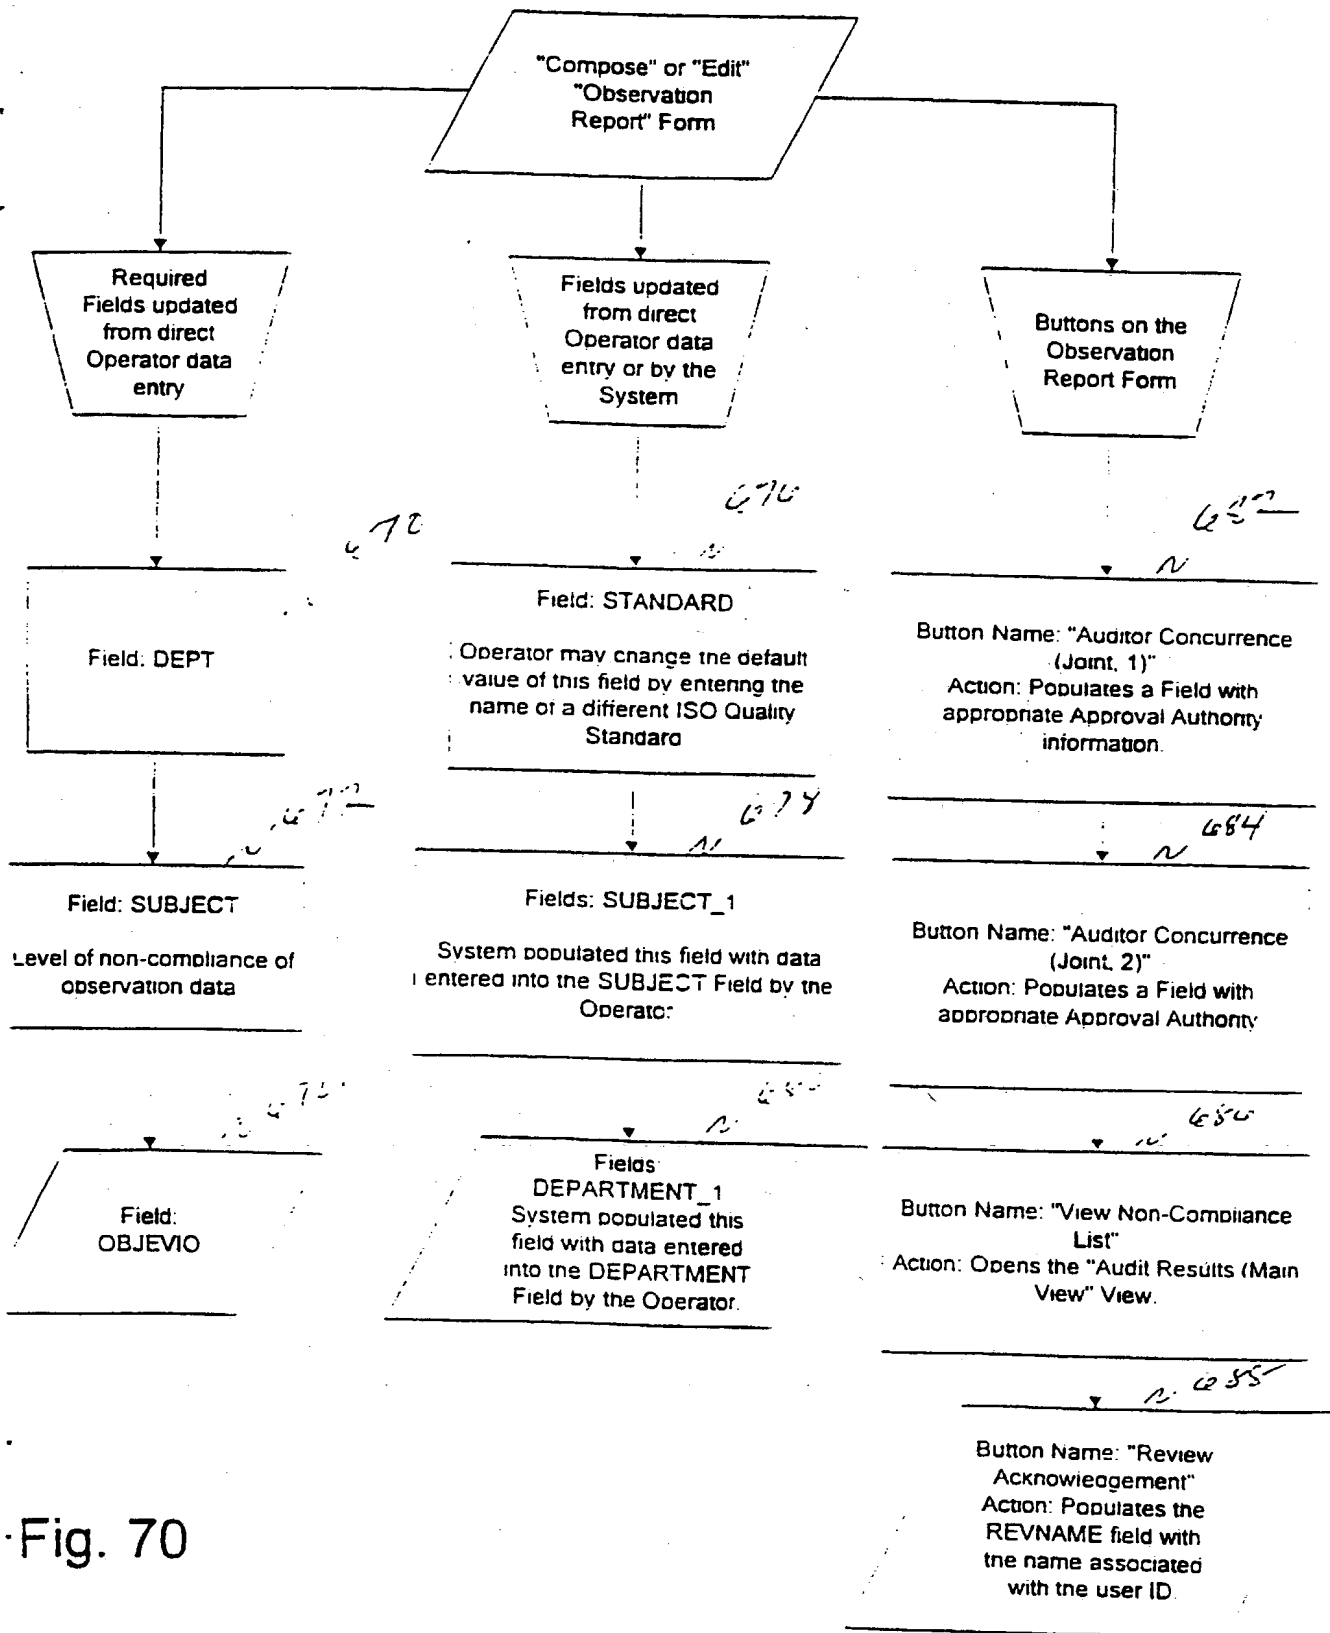 "Compose" or "Edit"
"Observation
Report" Form
Required
Fields updated
from direct
Operator data
entry
Fields updated
from direct
Operator data
entry or by the
System
Buttons on the
Observation
Report Form
670
Field: DEPT
672
Field: SUBJECT
Level of non-compliance of
observation data
Field:
OBJEVIO
676
Field: STANDARD
Operator may change the default
value of this field by entering the
name of a different ISO Quality
Standard
678
Fields: SUBJECT_1
System populated this field with data
entered into the SUBJECT Field by the
Operator.
Fields
DEPARTMENT_1
System populated this
field with data entered
into the DEPARTMENT
Field by the Operator.
682
Button Name: "Auditor Concurrence
(Joint, 1)"
Action: Populates a Field with
appropriate Approval Authority
information.
684
Button Name: "Auditor Concurrence
(Joint, 2)"
Action: Populates a Field with
appropriate Approval Authority
686
Button Name: "View Non-Compliance
List"
Action: Opens the "Audit Results (Main
View" View.
Button Name: "Review
Acknowledgement"
Action: Populates the
REVNAME field with
the name associated
with the user ID.
Fig. 70